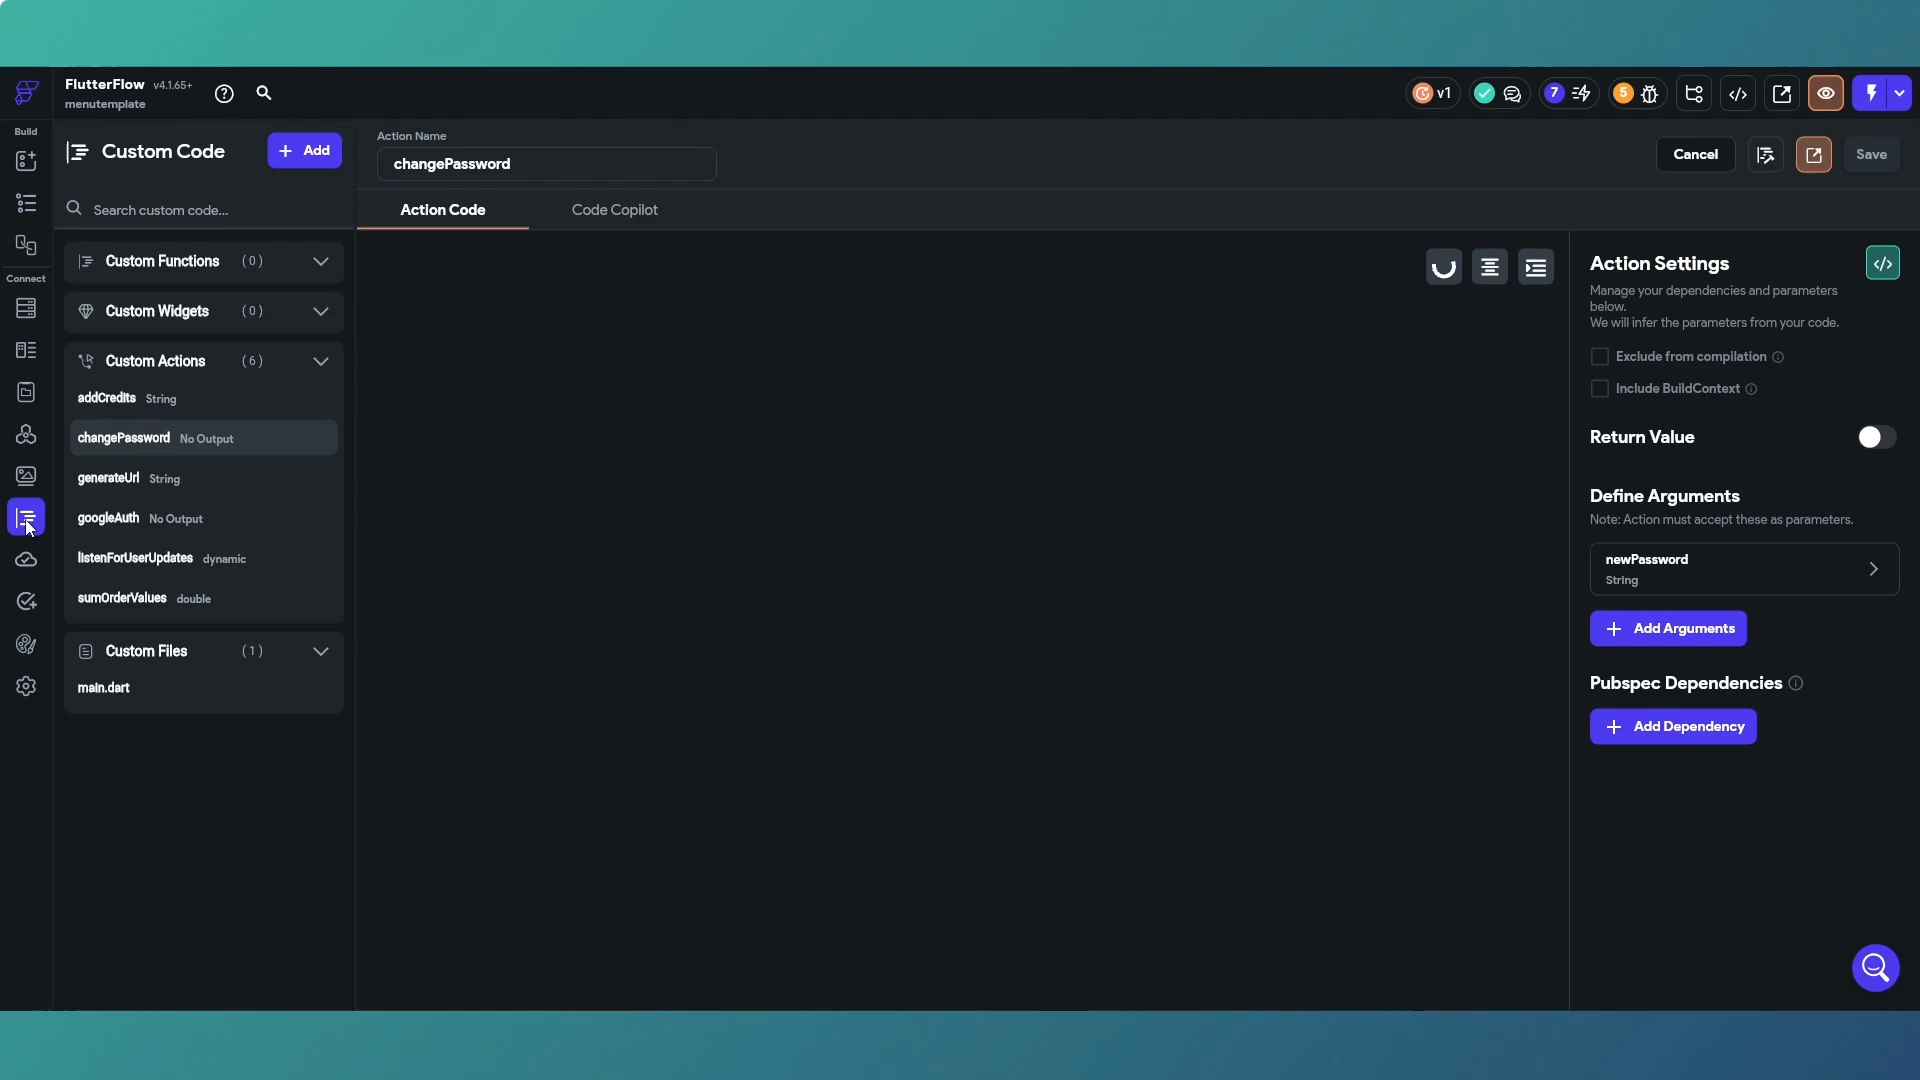 FlutterFlow v4.1.65+
menutemplate
v1
7
5
Build
Connect
Custom Code
+ Add
Search custom code...
Custom Functions (0)
Custom Widgets (0)
Custom Actions (6)
addCredits String
changePassword No Output
generateUrl String
googleAuth No Output
listenForUserUpdates dynamic
sumOrderValues double
Custom Files (1)
main.dart
Action Name
changePassword
Cancel
Save
Action Code
Code Copilot
Action Settings
Manage your dependencies and parameters
below.
We will infer the parameters from your code.
Exclude from compilation
Include BuildContext
Return Value
Define Arguments
Note: Action must accept these as parameters.
newPassword
String
+ Add Arguments
Pubspec Dependencies
+ Add Dependency